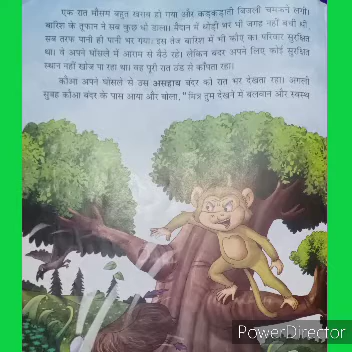 एक रात मौसम बहुत खराब हो गया और कड़कड़ाती बिजली चमकने लगी।
बारिश के तूफान ने सब कुछ धो डाला। मैदान में थोड़ी भर भी जगह नहीं बची थी,
सब तरफ पानी ही पानी भर गया। इस तेज बारिश में भी कौए का परिवार सुरक्षित
था। वे अपने घोंसले में आराम से बैठे रहे। लेकिन बंदर अपने लिए कोई सुरक्षित
स्थान नहीं खोज पा रहा था। वह पूरी रात ठंड से काँपता रहा।
कौआ अपने घोंसले से उस असहाय बंदर को रात भर देखता रहा। अगली
सुबह कौआ बंदर के पास आया और बोला, "मित्र तुम देखने में बलवान और स्वस्थ
PowerDirector